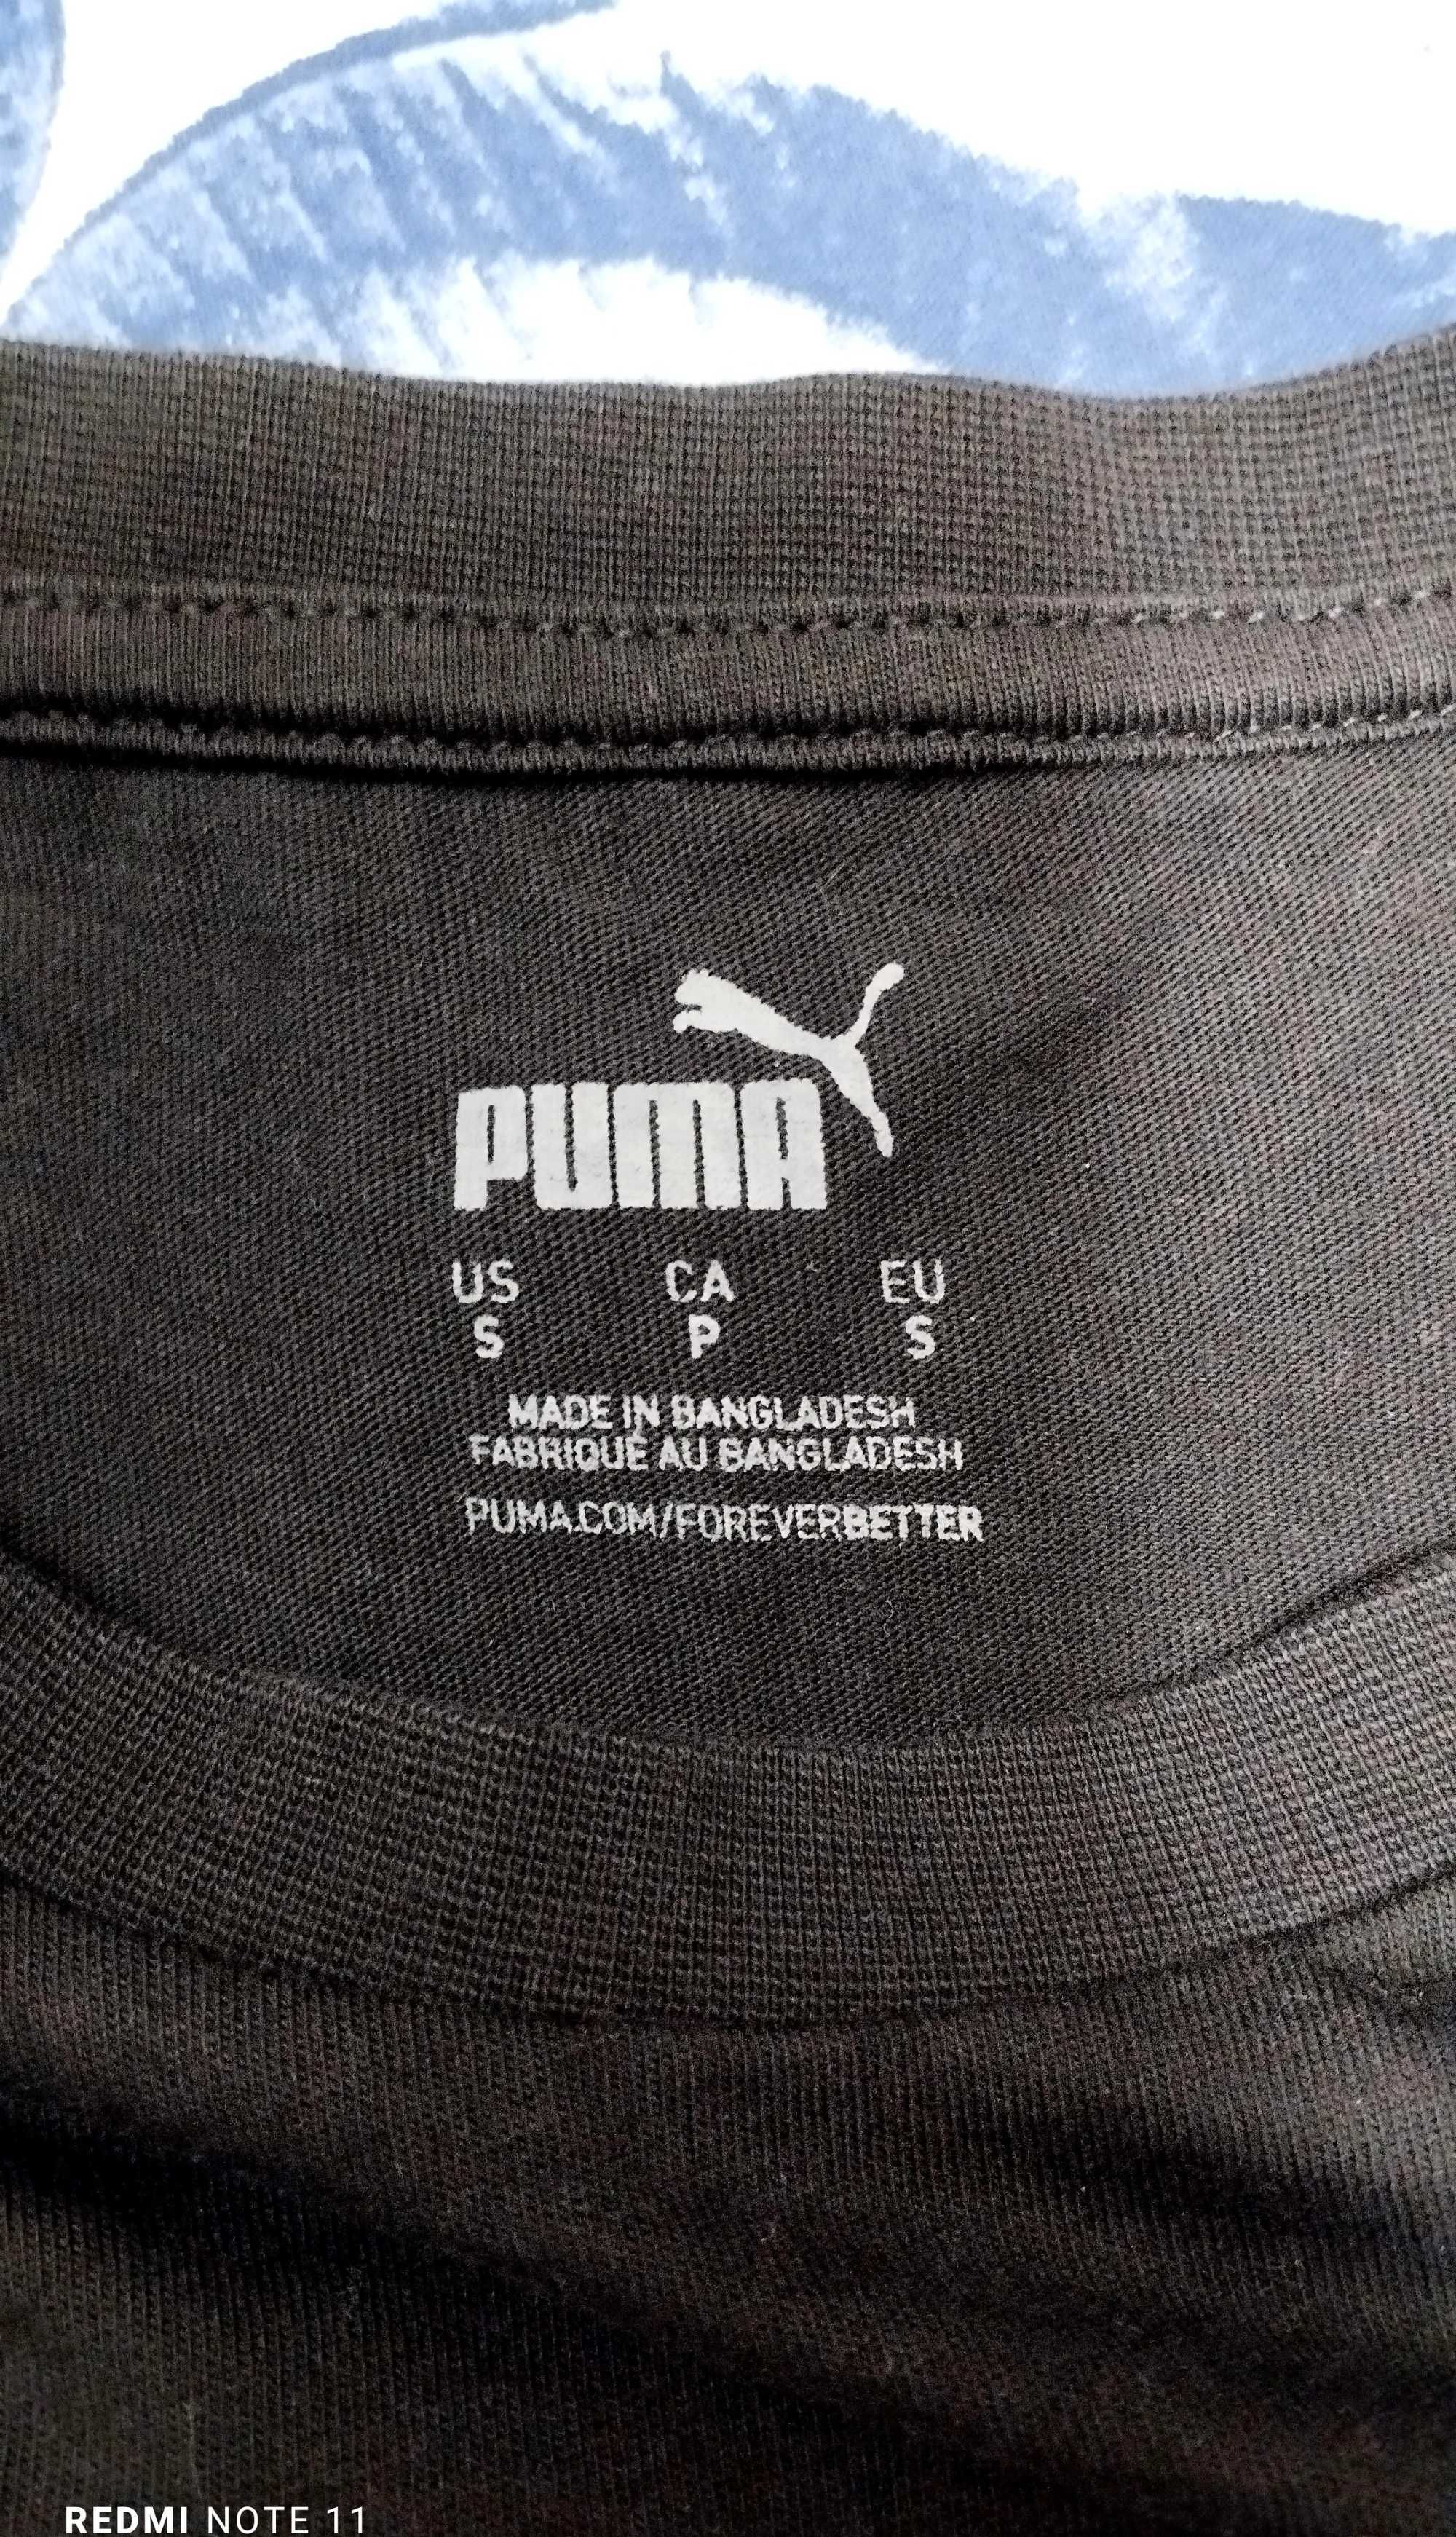 PUMA
US CA EU
S P S
MADE IN BANGLADESH
FABRIQUÉ AU BANGLADESH
PUMA.COM/FOREVERBETTER
REDMI NOTE 11